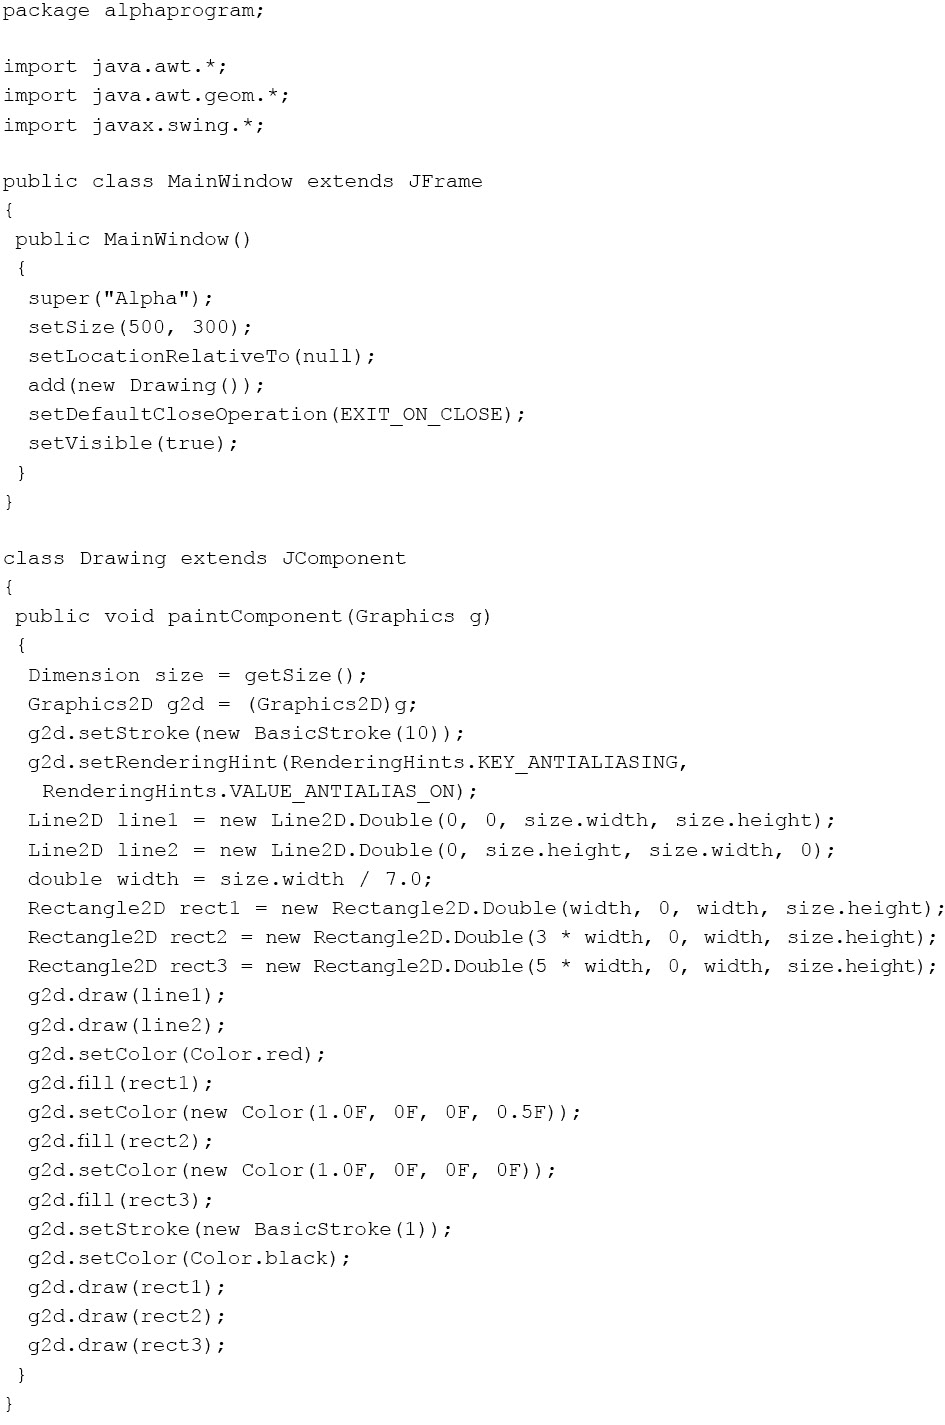 package alphaprogram;

import java.awt.*;
import java.awt.geom.*;
import javax.swing.*;

public class MainWindow extends JFrame
{
 public MainWindow()
 {
  super("Alpha");
  setSize(500, 300);
  setLocationRelativeTo(null);
  add(new Drawing());
  setDefaultCloseOperation(EXIT_ON_CLOSE);
  setVisible(true);
 }
}

class Drawing extends JComponent
{
 public void paintComponent(Graphics g)
 {
  Dimension size = getSize();
  Graphics2D g2d = (Graphics2D)g;
  g2d.setStroke(new BasicStroke(10));
  g2d.setRenderingHint(RenderingHints.KEY_ANTIALIASING,
   RenderingHints.VALUE_ANTIALIAS_ON);
  Line2D line1 = new Line2D.Double(0, 0, size.width, size.height);
  Line2D line2 = new Line2D.Double(0, size.height, size.width, 0);
  double width = size.width / 7.0;
  Rectangle2D rect1 = new Rectangle2D.Double(width, 0, width, size.height);
  Rectangle2D rect2 = new Rectangle2D.Double(3 * width, 0, width, size.height);
  Rectangle2D rect3 = new Rectangle2D.Double(5 * width, 0, width, size.height);
  g2d.draw(line1);
  g2d.draw(line2);
  g2d.setColor(Color.red);
  g2d.fill(rect1);
  g2d.setColor(new Color(1.0F, 0F, 0F, 0.5F));
  g2d.fill(rect2);
  g2d.setColor(new Color(1.0F, 0F, 0F, 0F));
  g2d.fill(rect3);
  g2d.setStroke(new BasicStroke(1));
  g2d.setColor(Color.black);
  g2d.draw(rect1);
  g2d.draw(rect2);
  g2d.draw(rect3);
 }
}